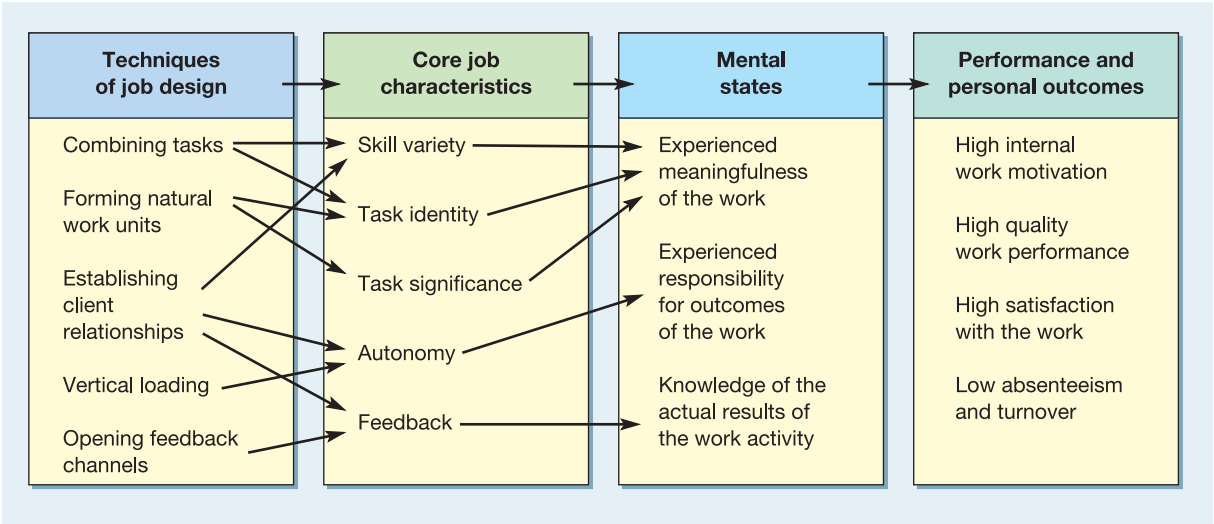 Techniques
of job design
Core job
characteristics
Mental
states
Performance and
personal outcomes
Combining tasks
Forming natural
work units
Establishing
client
relationships
Vertical loading
Opening feedback
channels
Skill variety
Task identity
Task significance
Autonomy
Feedback
Experienced
meaningfulness
of the work
Experienced
responsibility
for outcomes
of the work
Knowledge of the
actual results of
the work activity
High internal
work motivation
High quality
work performance
High satisfaction
with the work
Low absenteeism
and turnover